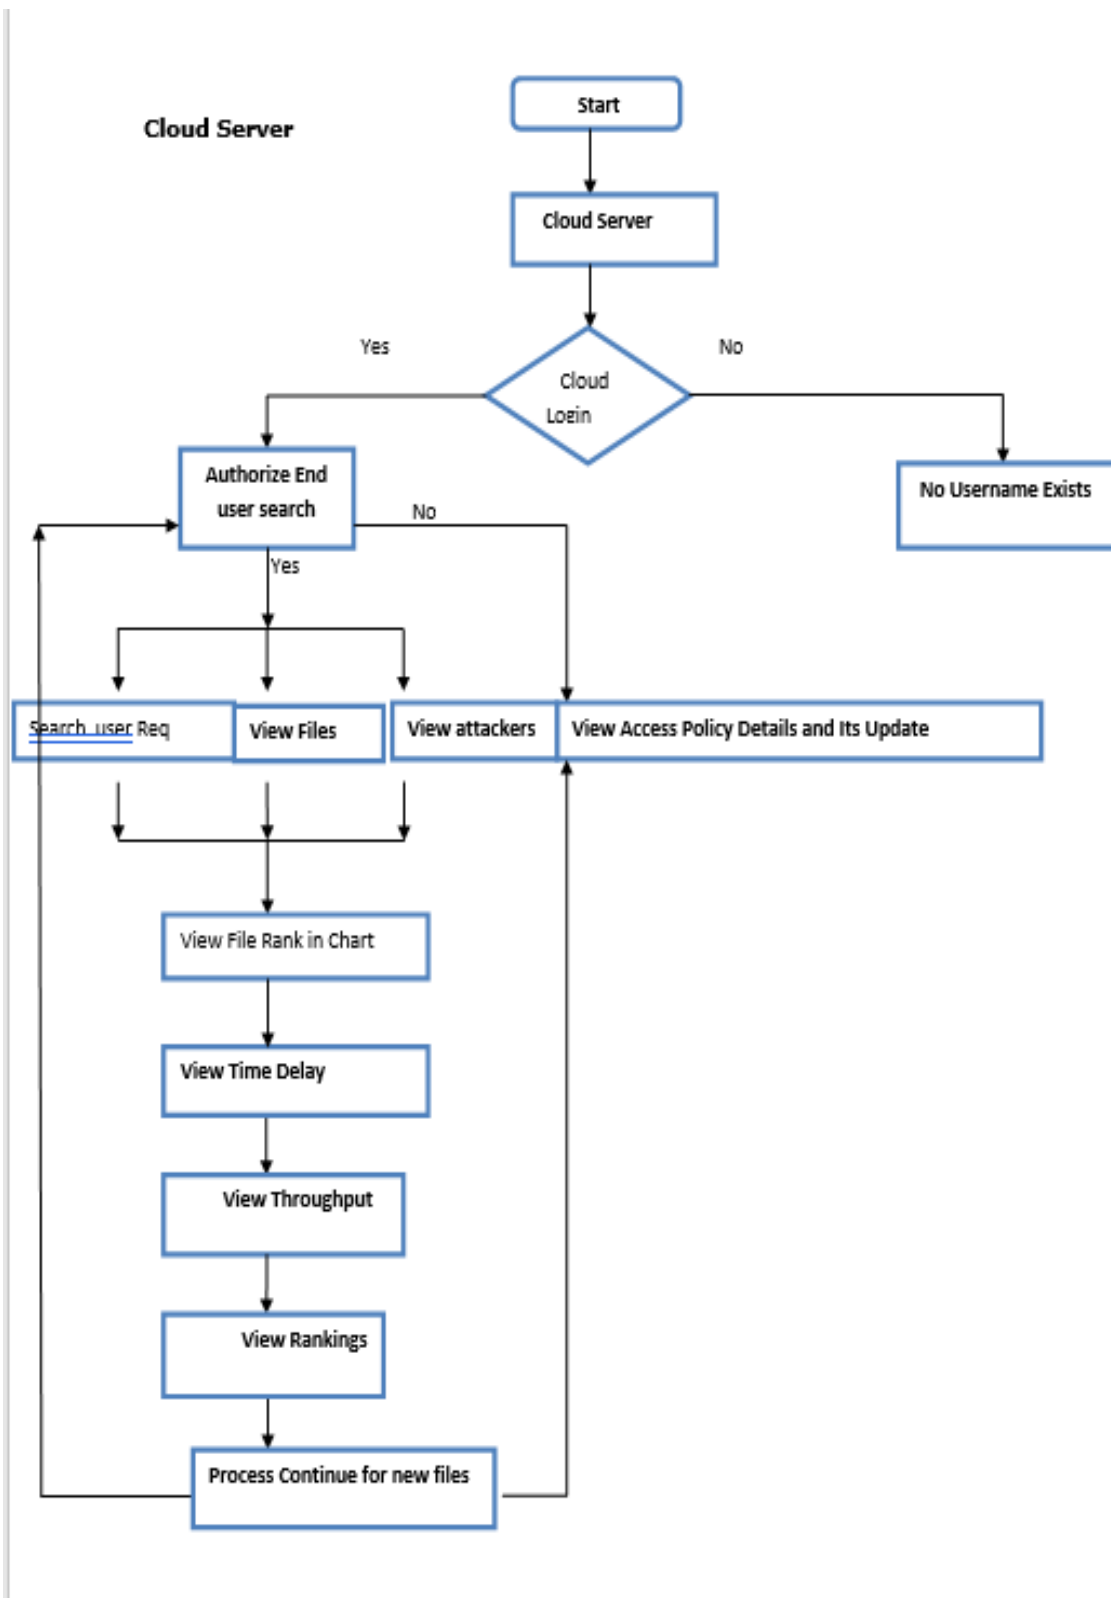 Start
Cloud Server
Cloud Server
Yes
No
Cloud
Login
Authorize End
user search
No
No Username Exists
Yes
Search user Req
View Files
View attackers
View Access Policy Details and Its Update
View File Rank in Chart
View Time Delay
View Throughput
View Rankings
Process Continue for new files